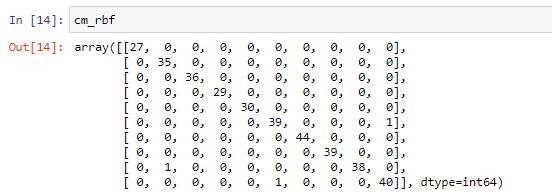 In [14]: cm_rbf
Out[14]: array([[27, 0, 0, 0, 0, 0, 0, 0, 0, 0],
[ 0, 35, 0, 0, 0, 0, 0, 0, 0, 0],
[ 0, 0, 36, 0, 0, 0, 0, 0, 0, 0],
[ 0, 0, 0, 29, 0, 0, 0, 0, 0, 0],
[ 0, 0, 0, 0, 30, 0, 0, 0, 0, 0],
[ 0, 0, 0, 0, 0, 39, 0, 0, 0, 1],
[ 0, 0, 0, 0, 0, 0, 44, 0, 0, 0],
[ 0, 0, 0, 0, 0, 0, 0, 39, 0, 0],
[ 0, 1, 0, 0, 0, 0, 0, 0, 38, 0],
[ 0, 0, 0, 0, 0, 1, 0, 0, 0, 40]], dtype=int64)